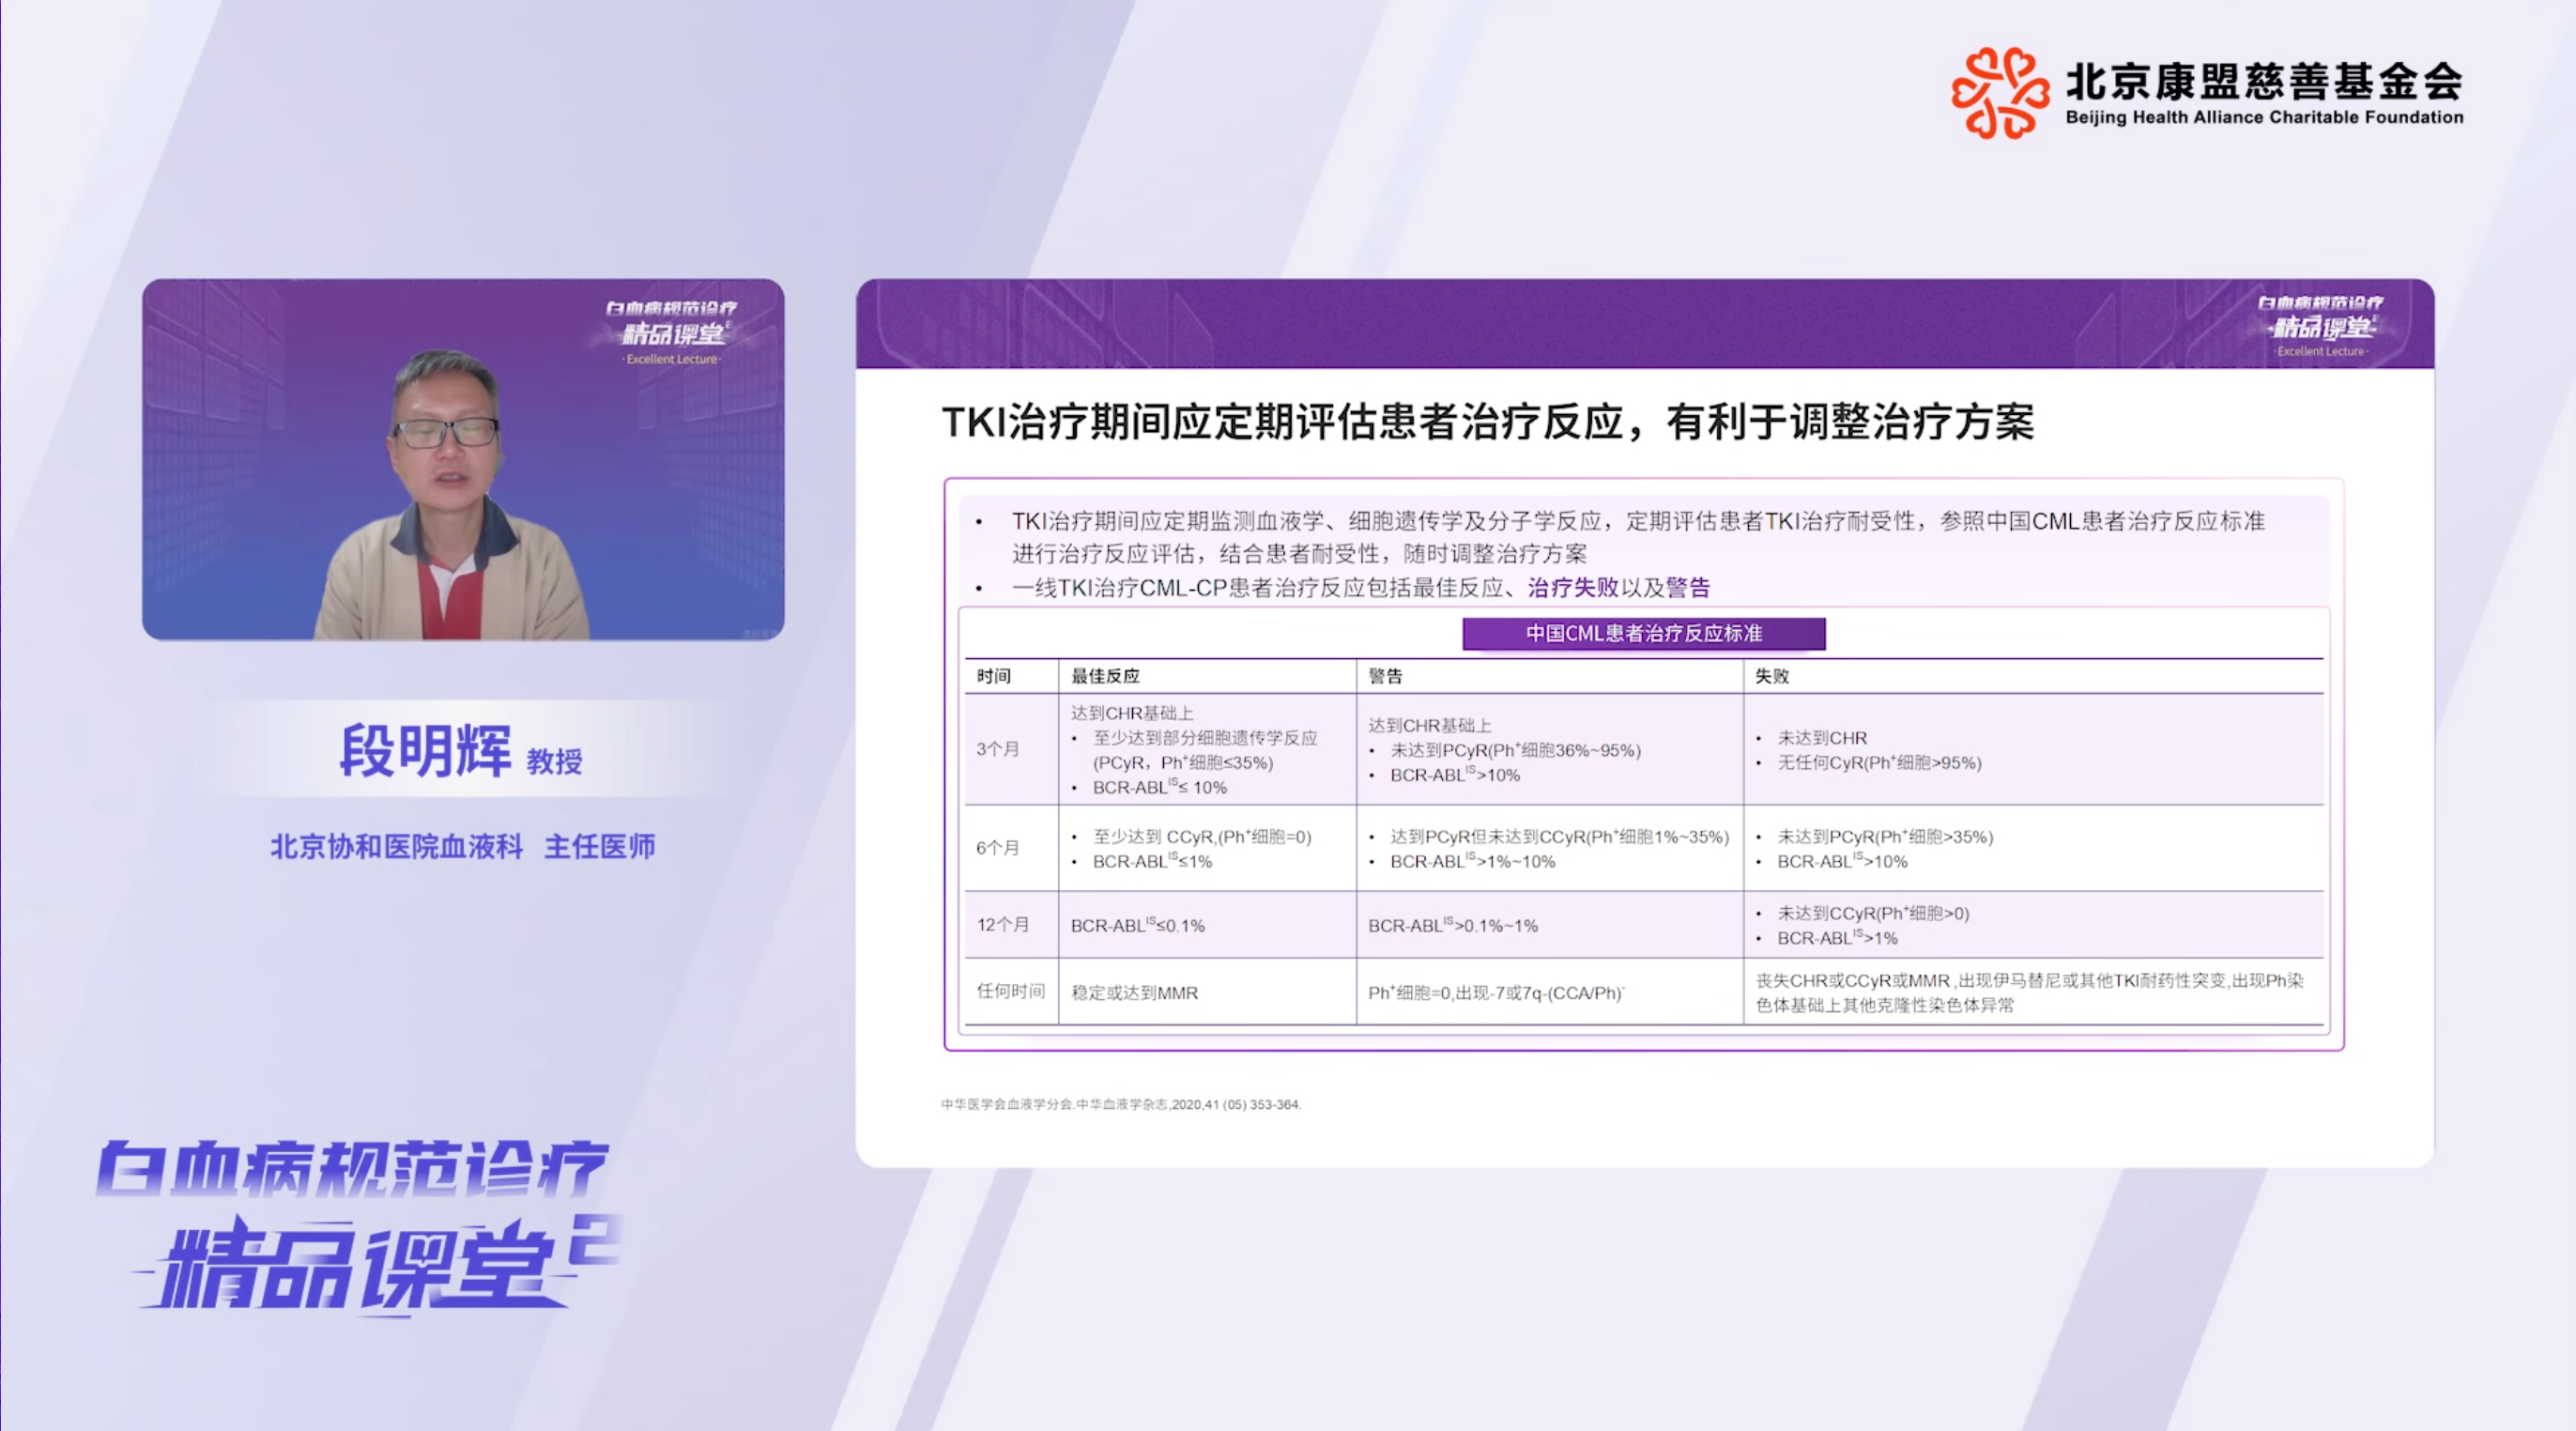 北京康盟慈善基金会
Beijing Health Alliance Charitable Foundation
白血病规范诊疗
精品课堂2
·Excellent Lecture·
段明辉 教授
北京协和医院血液科 主任医师
白血病规范诊疗
精品课堂2
白血病规范诊疗
精品课堂2
·Excellent Lecture·
TKI治疗期间应定期评估患者治疗反应，有利于调整治疗方案
• TKI治疗期间应定期监测血液学、细胞遗传学及分子学反应，定期评估患者TKI治疗耐受性，参照中国CML患者治疗反应标准
进行治疗反应评估，结合患者耐受性，随时调整治疗方案
• 一线TKI治疗CML-CP患者治疗反应包括最佳反应、治疗失败以及警告
中国CML患者治疗反应标准
时间 最佳反应 警告 失败
3个月
达到CHR基础上
• 至少达到部分细胞遗传学反应
(PCyR，Ph⁺细胞≤35%)
• BCR-ABLᴵˢ≤ 10%
达到CHR基础上
• 未达到PCyR(Ph⁺细胞36%~95%)
• BCR-ABLᴵˢ>10%
• 未达到CHR
• 无任何CyR(Ph⁺细胞>95%)
6个月
• 至少达到 CCyR,(Ph⁺细胞=0)
• BCR-ABLᴵˢ≤1%
• 达到PCyR但未达到CCyR(Ph⁺细胞1%~35%)
• BCR-ABLᴵˢ>1%~10%
• 未达到PCyR(Ph⁺细胞>35%)
• BCR-ABLᴵˢ>10%
12个月
BCR-ABLᴵˢ≤0.1%
BCR-ABLᴵˢ>0.1%~1%
• 未达到CCyR(Ph⁺细胞>0)
• BCR-ABLᴵˢ>1%
任何时间
稳定或达到MMR
Ph⁺细胞=0,出现-7或7q-(CCA/Ph)⁻
丧失CHR或CCyR或MMR,出现伊马替尼或其他TKI耐药性突变,出现Ph染
色体基础上其他克隆性染色体异常
中华医学会血液学分会.中华血液学杂志,2020,41 (05) 353-364.